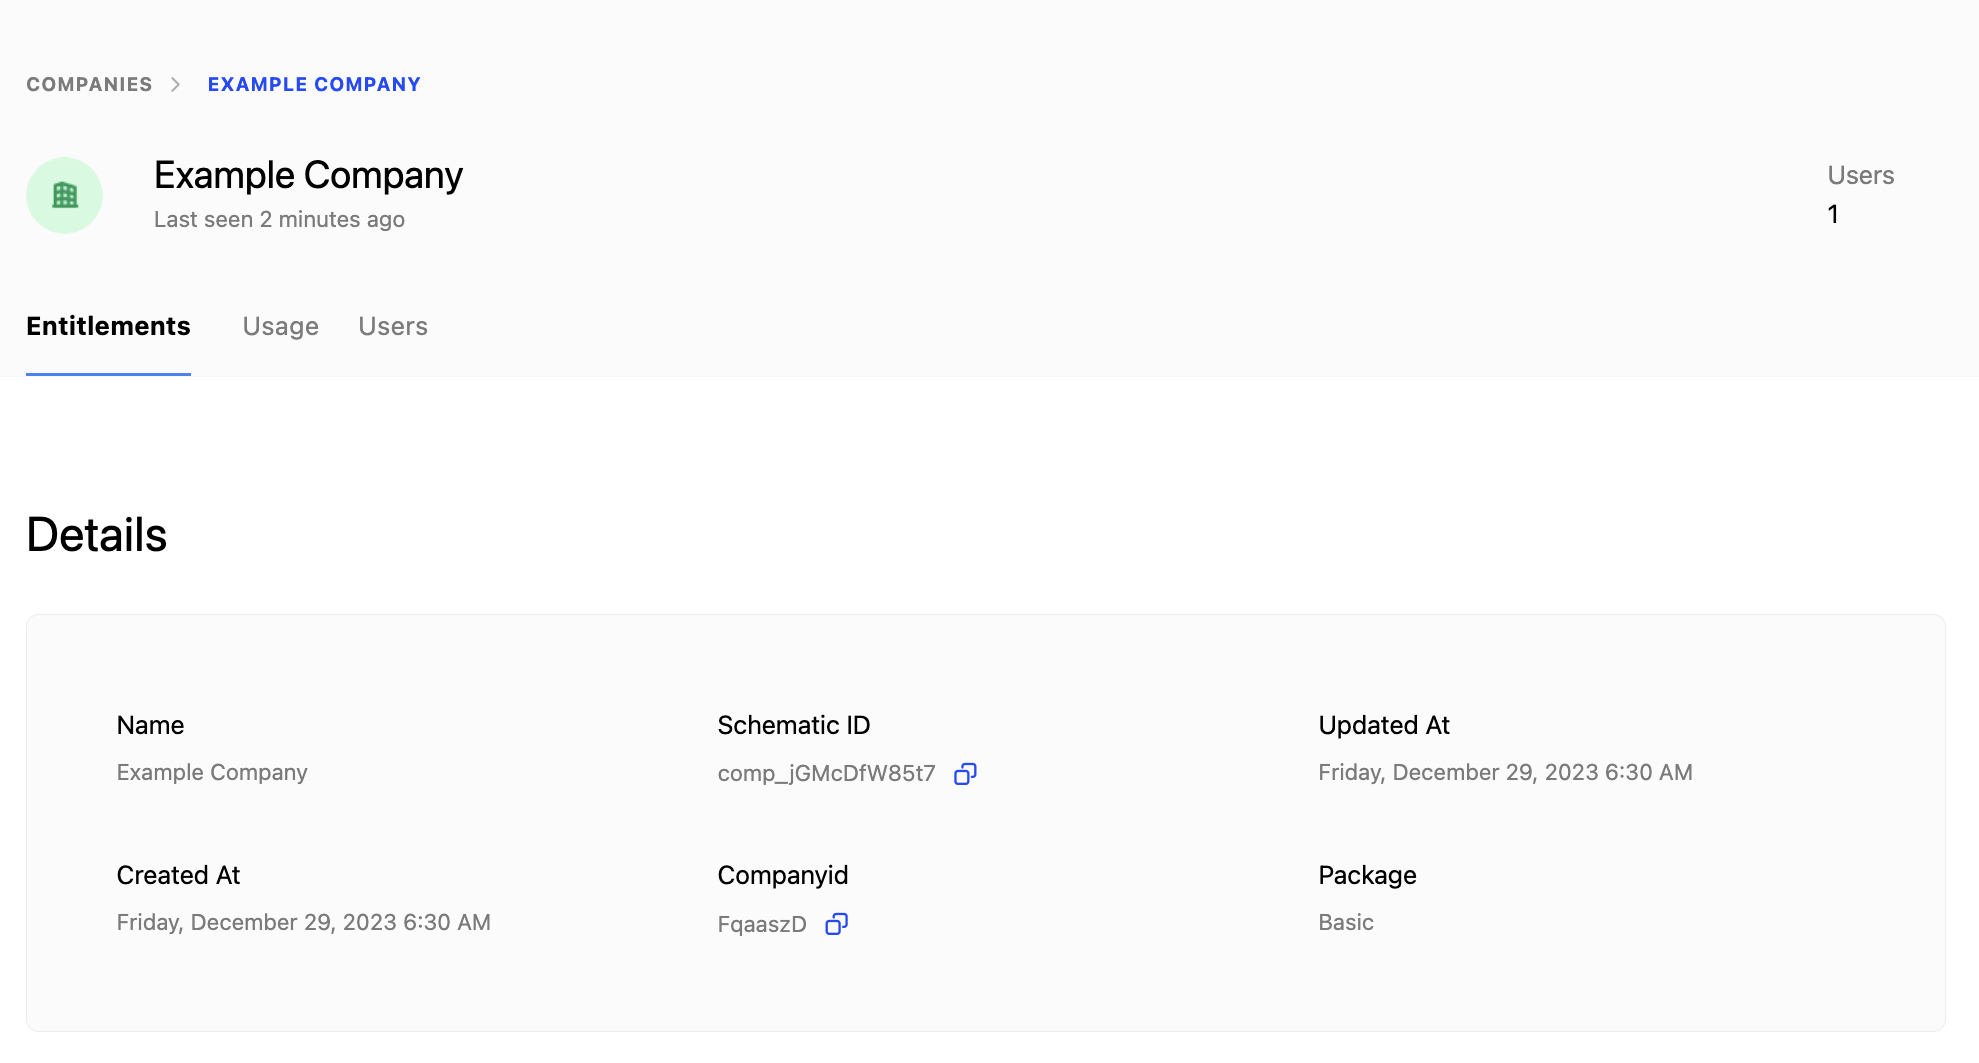 COMPANIES
EXAMPLE COMPANY
Example Company
Last seen 2 minutes ago
Users
1
Entitlements
Usage
Users
Details
Name
Example Company
Schematic ID
comp_jGMcDfW85t7
Updated At
Friday, December 29, 2023 6:30 AM
Created At
Friday, December 29, 2023 6:30 AM
Companyid
FqaaszD
Package
Basic